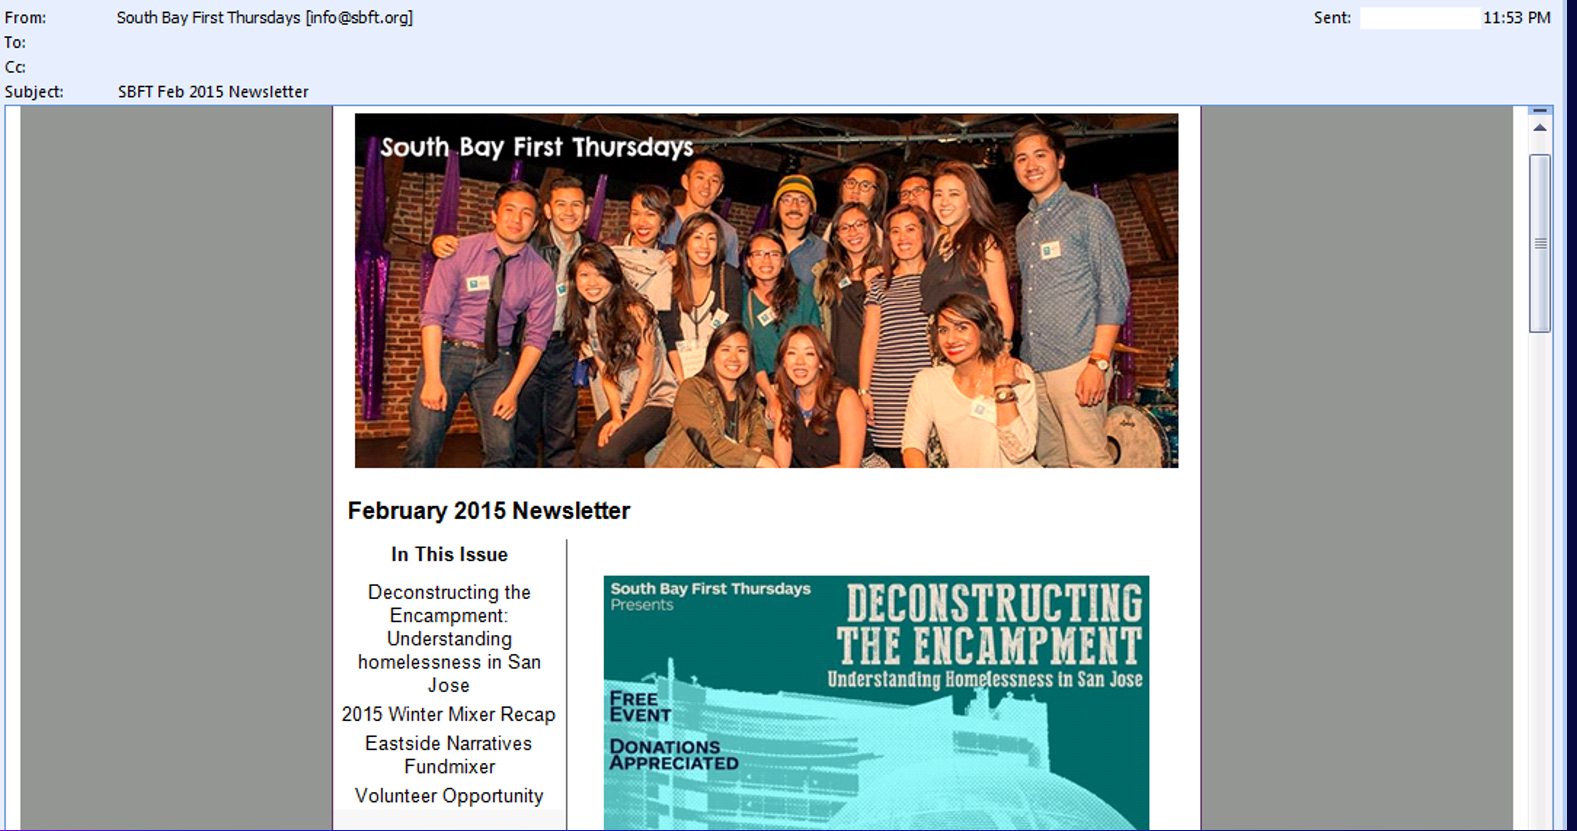 From: South Bay First Thursdays [info@sbft.org]
Sent: 11:53 PM
To:
Cc:
Subject: SBFT Feb 2015 Newsletter
South Bay First Thursdays
February 2015 Newsletter
In This Issue
Deconstructing the
Encampment:
Understanding
homelessness in San
Jose
2015 Winter Mixer Recap
Eastside Narratives
Fundmixer
Volunteer Opportunity
South Bay First Thursdays
Presents
DECONSTRUCTING
THE ENCAMPMENT
Understanding Homelessness in San Jose
FREE
EVENT
DONATIONS
APPRECIATED